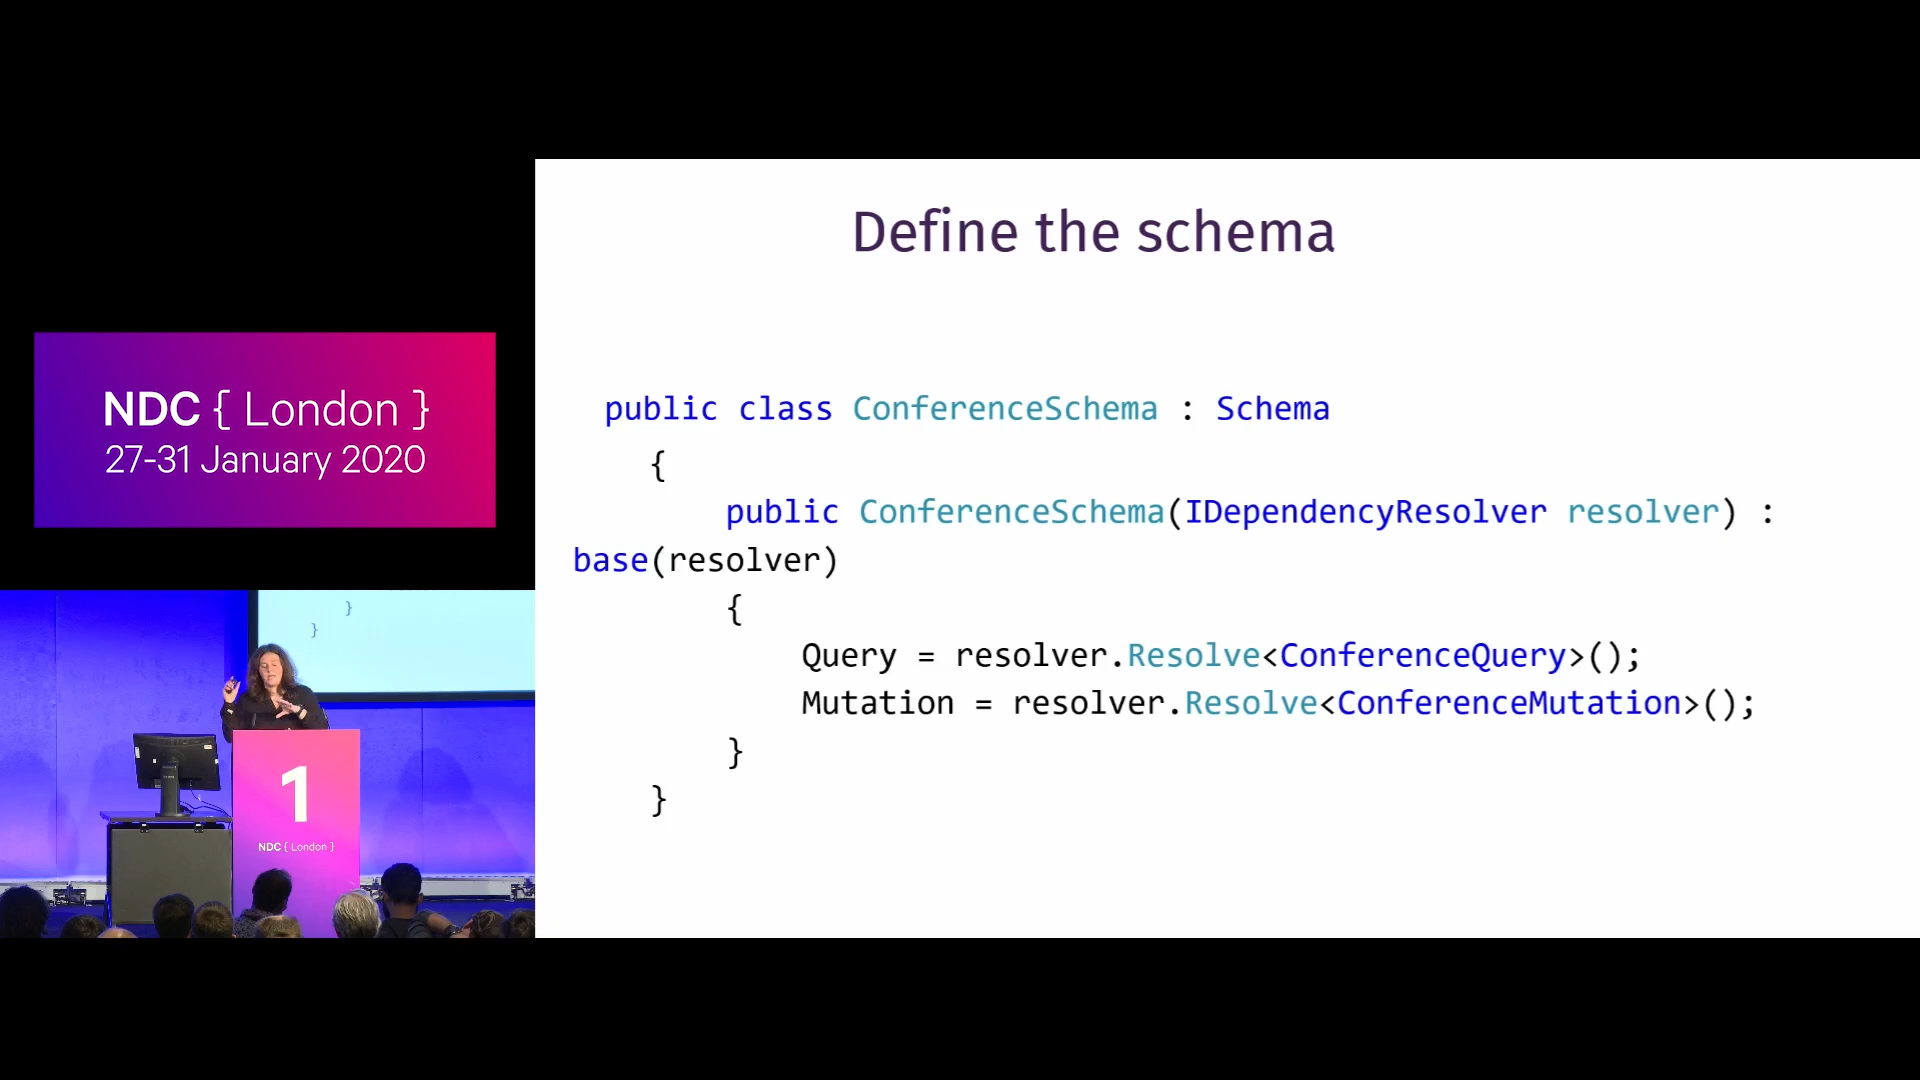 Define the schema
public class ConferenceSchema : Schema
{
public ConferenceSchema(IDependencyResolver resolver) :
base(resolver)
{
Query = resolver.Resolve<ConferenceQuery>();
Mutation = resolver.Resolve<ConferenceMutation>();
}
}
NDC { London }
27-31 January 2020
}
}
1
NDC { London }